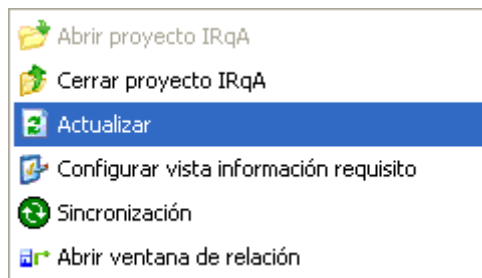 Abrir proyecto IRqA
Cerrar proyecto IRqA
Actualizar
Configurar vista información requisito
Sincronización
Abrir ventana de relación